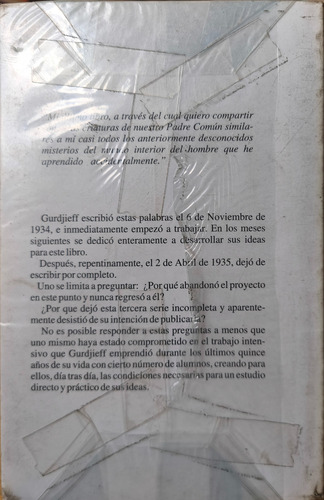 "Mi último libro, a través del cual quiero compartir
criaturas de nuestro Padre Común simila-
res a mí casi todos los anteriormente desconocidos
misterios del mundo interior del hombre que he
aprendido accidentalmente."
Gurdjieff escribió estas palabras el 6 de Noviembre de
1934, e inmediatamente empezó a trabajar. En los meses
siguientes se dedicó enteramente a desarrollar sus ideas
para este libro.
Después, repentinamente, el 2 de Abril de 1935, dejó de
escribir por completo.
Uno se limita a preguntar: ¿Por qué abandonó el proyecto
en este punto y nunca regresó a él?
¿Por que dejó esta tercera serie incompleta y aparente-
mente desistió de su intención de publicarla?
No es posible responder a estas preguntas a menos que
uno mismo haya estado comprometido en el trabajo inten-
sivo que Gurdjieff emprendió durante los últimos quince
años de su vida con cierto número de alumnos, creando para
ellos, día tras día, las condiciones necesarias para un estudio
directo y práctico de sus ideas.